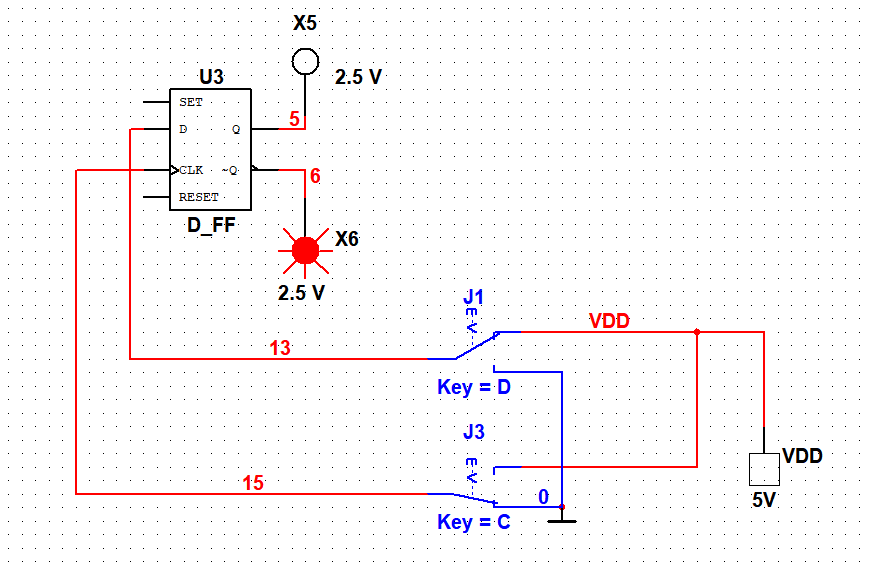 X5
2.5 V
U3
SET
D
Q
5
CLK
~Q
6
RESET
D_FF
X6
2.5 V
J1
VDD
13
Key = D
J3
VDD
15
0
5V
Key = C